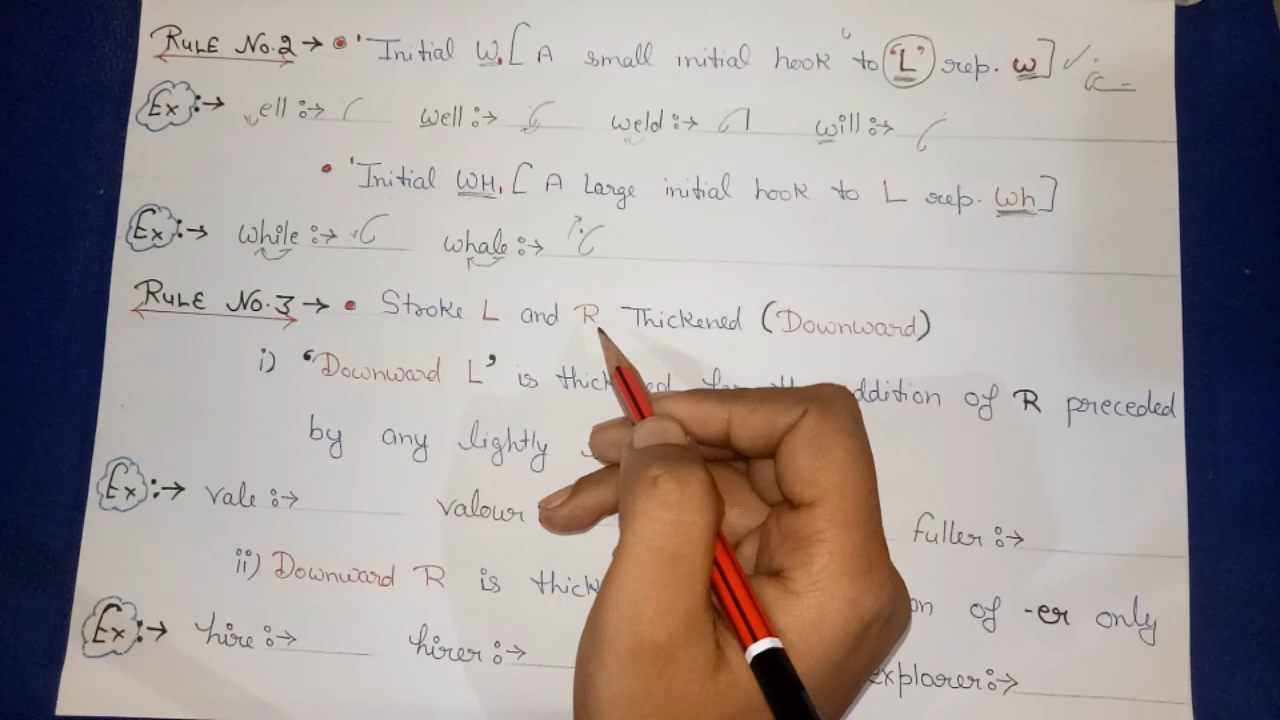 RULE No.2 → • 'Initial W. [ A small initial hook to 'L' rep. w ] ✓
Ex :→ ell :→ well :→ weld :→ will :→
• 'Initial WH. [ A Large initial hook to L rep. wh ]
Ex :→ while :→ whale :→
RULE No.3 → • Stroke L and R Thickened (Downward)
i) 'Downward L' is addition of R preceded
by any lightly
Ex :→ vale :→ valour fuller :→
ii) Downward R is of -er only
Ex :→ hire :→ hirer :→ explorer :→